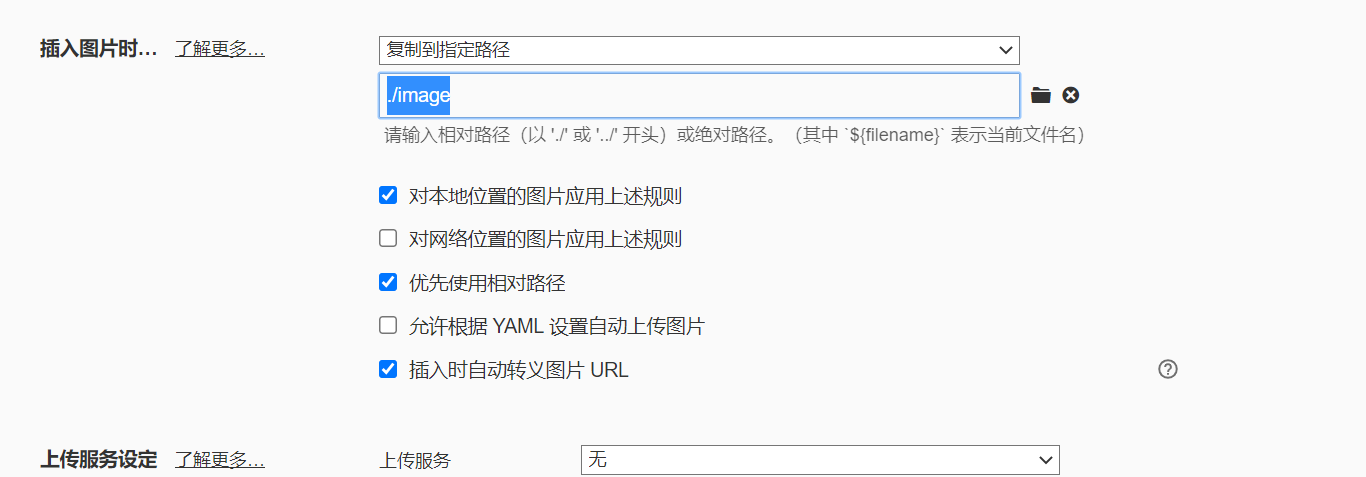 插入图片时... 了解更多... 复制到指定路径
./image
请输入相对路径（以 './' 或 '../' 开头）或绝对路径。（其中 `${filename}` 表示当前文件名）
对本地位置的图片应用上述规则
对网络位置的图片应用上述规则
优先使用相对路径
允许根据 YAML 设置自动上传图片
插入时自动转义图片 URL
上传服务设定 了解更多... 上传服务 无